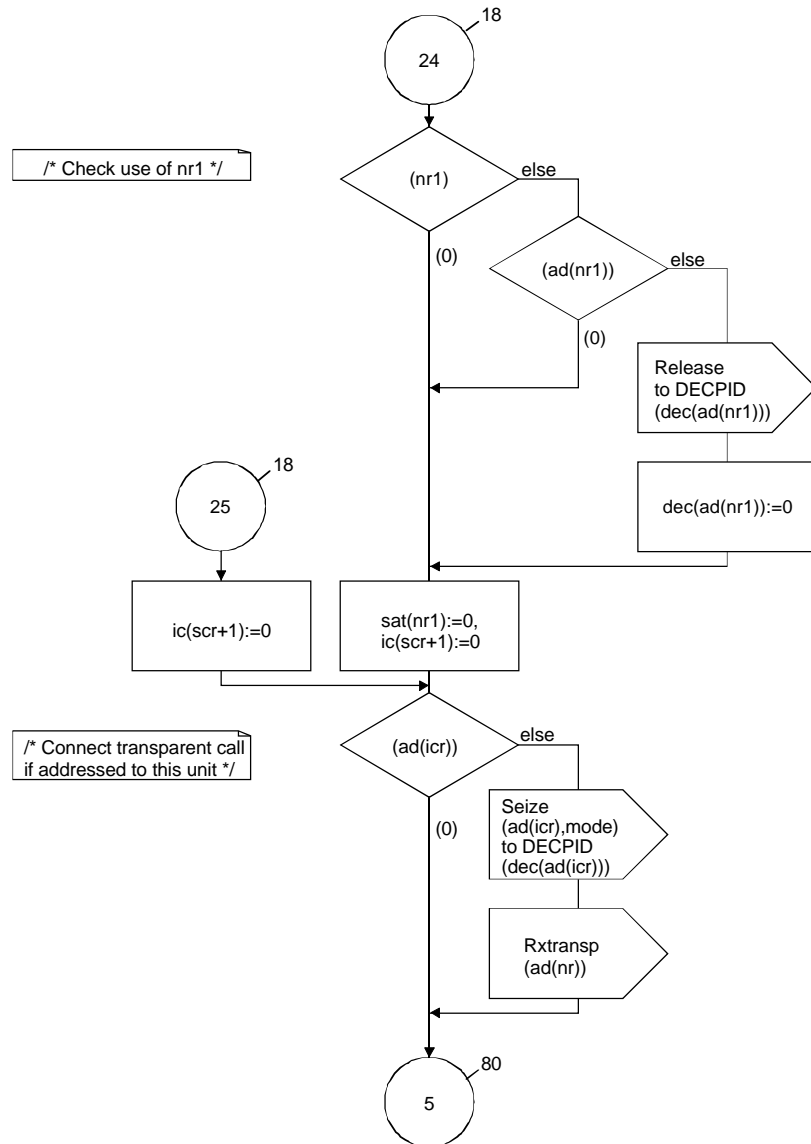 18
24
/* Check use of nr1 */
(nr1)
else
(0)
(ad(nr1))
else
(0)
Release
to DECPID
(dec(ad(nr1)))
18
25
dec(ad(nr1)):=0
ic(scr+1):=0
sat(nr1):=0,
ic(scr+1):=0
/* Connect transparent call
if addressed to this unit */
(ad(icr))
else
(0)
Seize
(ad(icr),mode)
to DECPID
(dec(ad(icr)))
Rxtransp
(ad(nr))
80
5